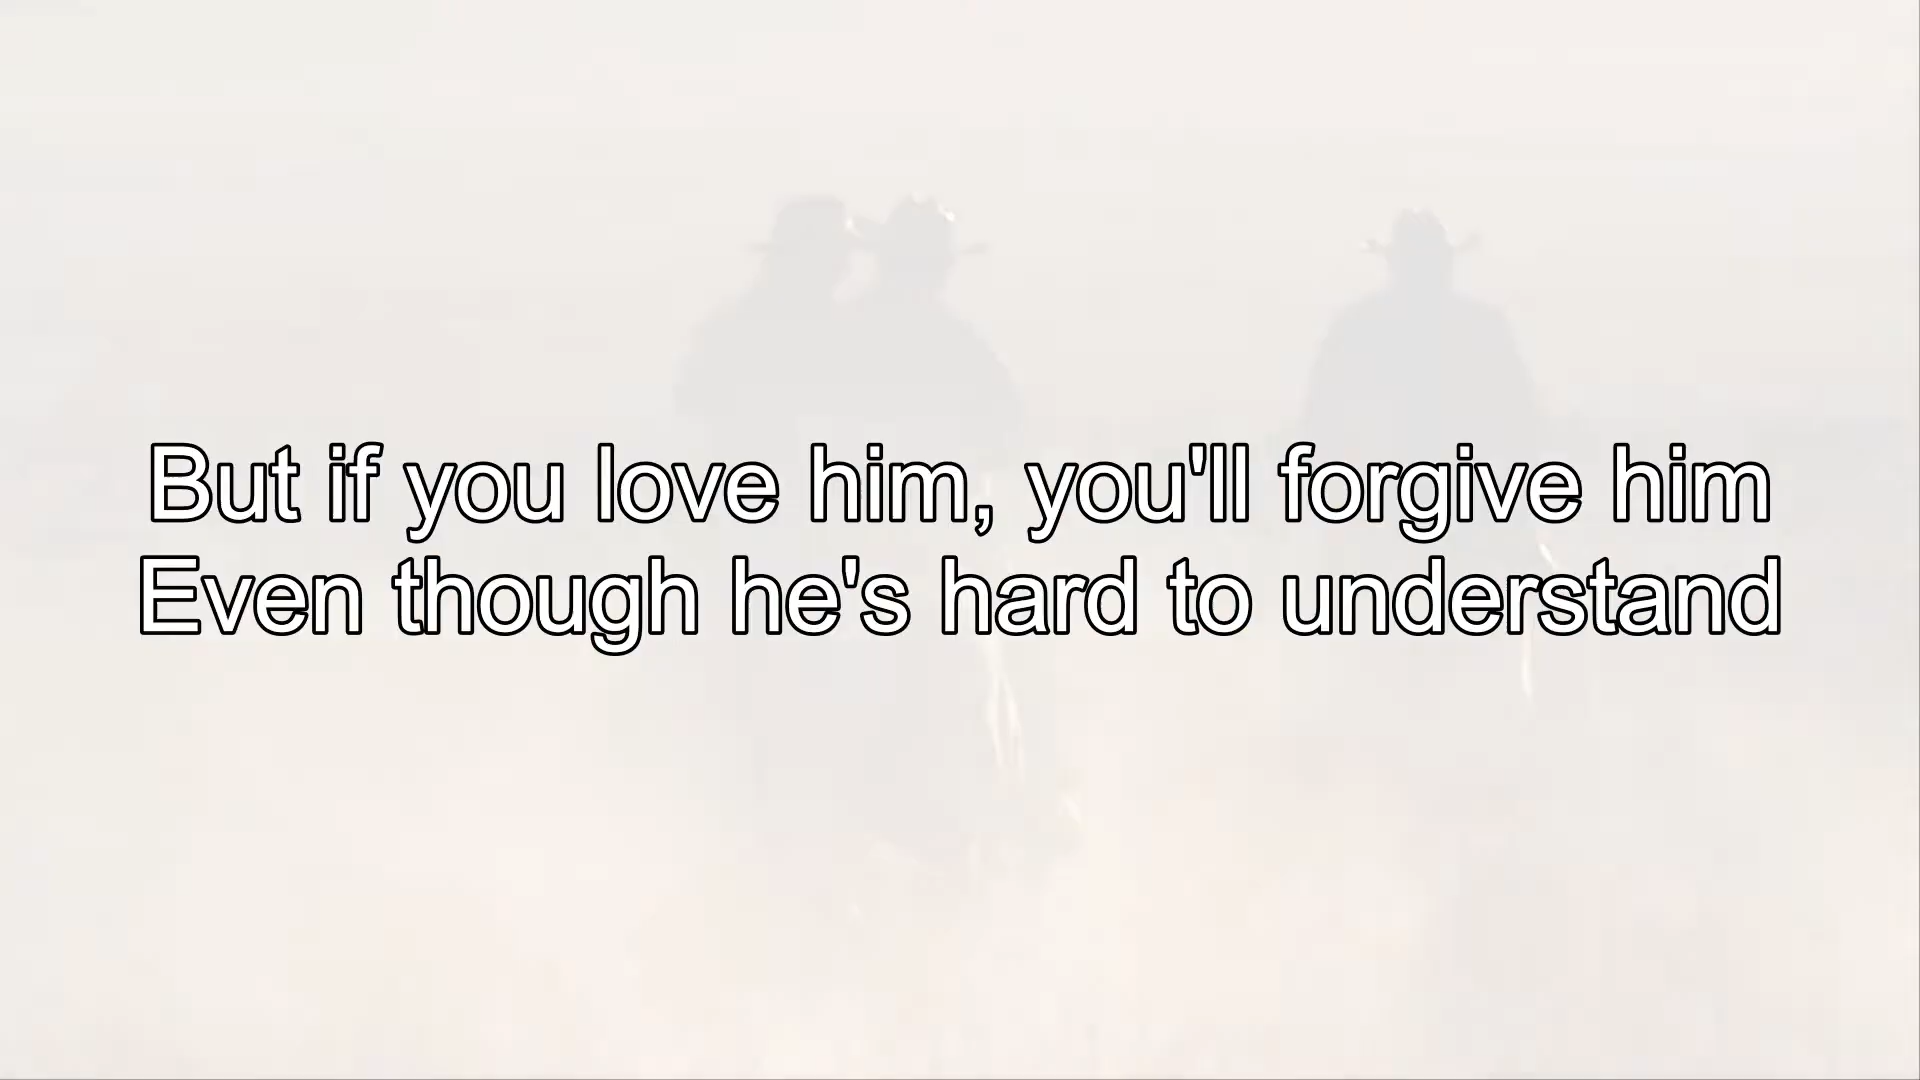 But if you love him, you'll forgive him
Even though he's hard to understand